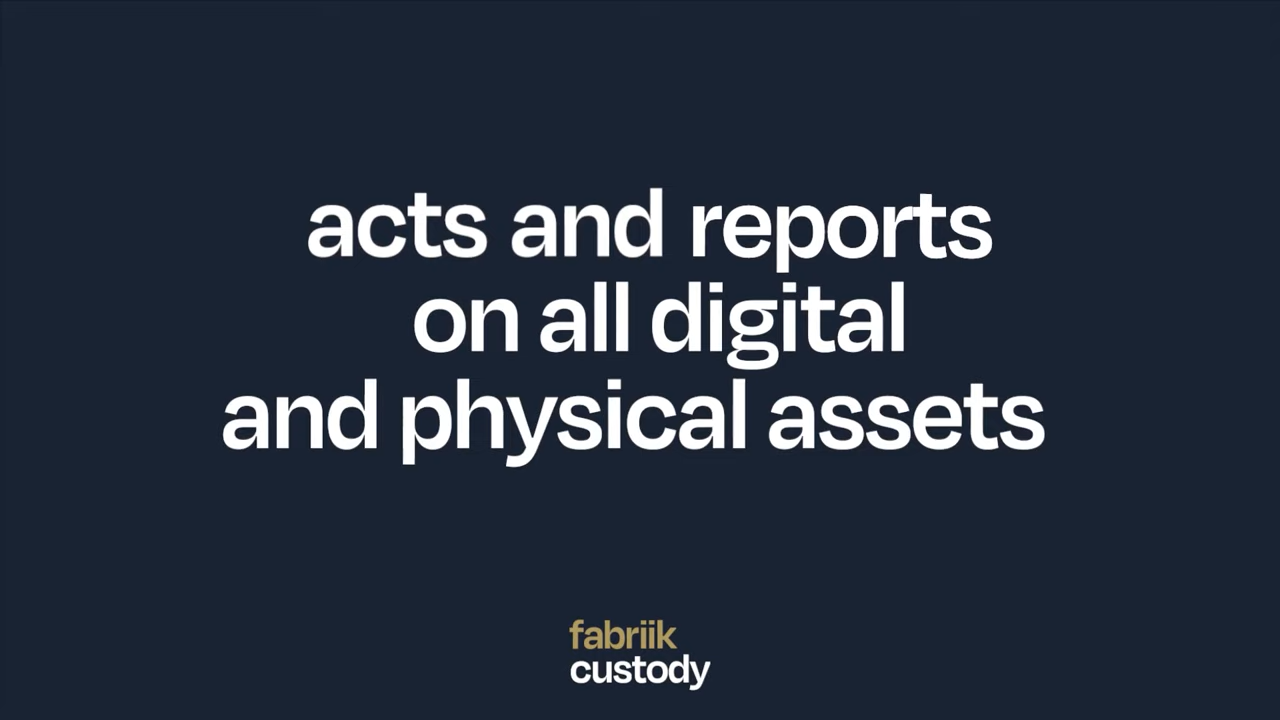 acts and reports
on all digital
and physical assets
fabriik
custody